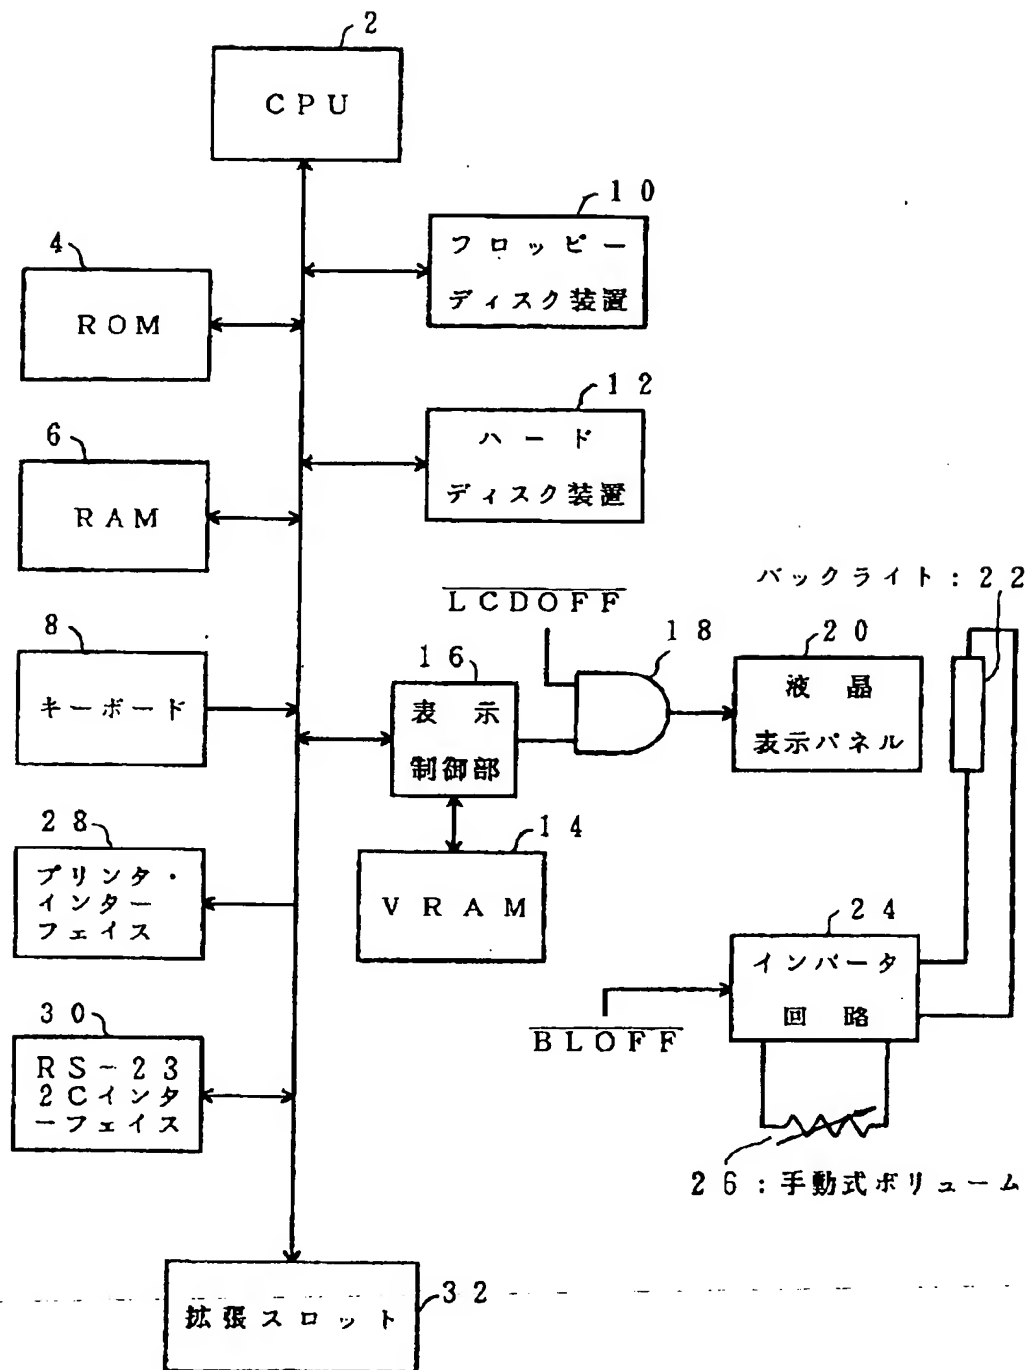 2
CPU
10
フロッピー
ディスク装置
4
ROM
12
ハード
ディスク装置
6
RAM
バックライト:22
LCDOFF
8
キーボード
16
表示
制御部
18
20
液晶
表示パネル
28
プリンタ・
インター
フェイス
14
VRAM
24
インバータ
回路
BLOFF
30
RS-23
2Cインタ
ーフェイス
26:手動式ボリューム
32
拡張スロット